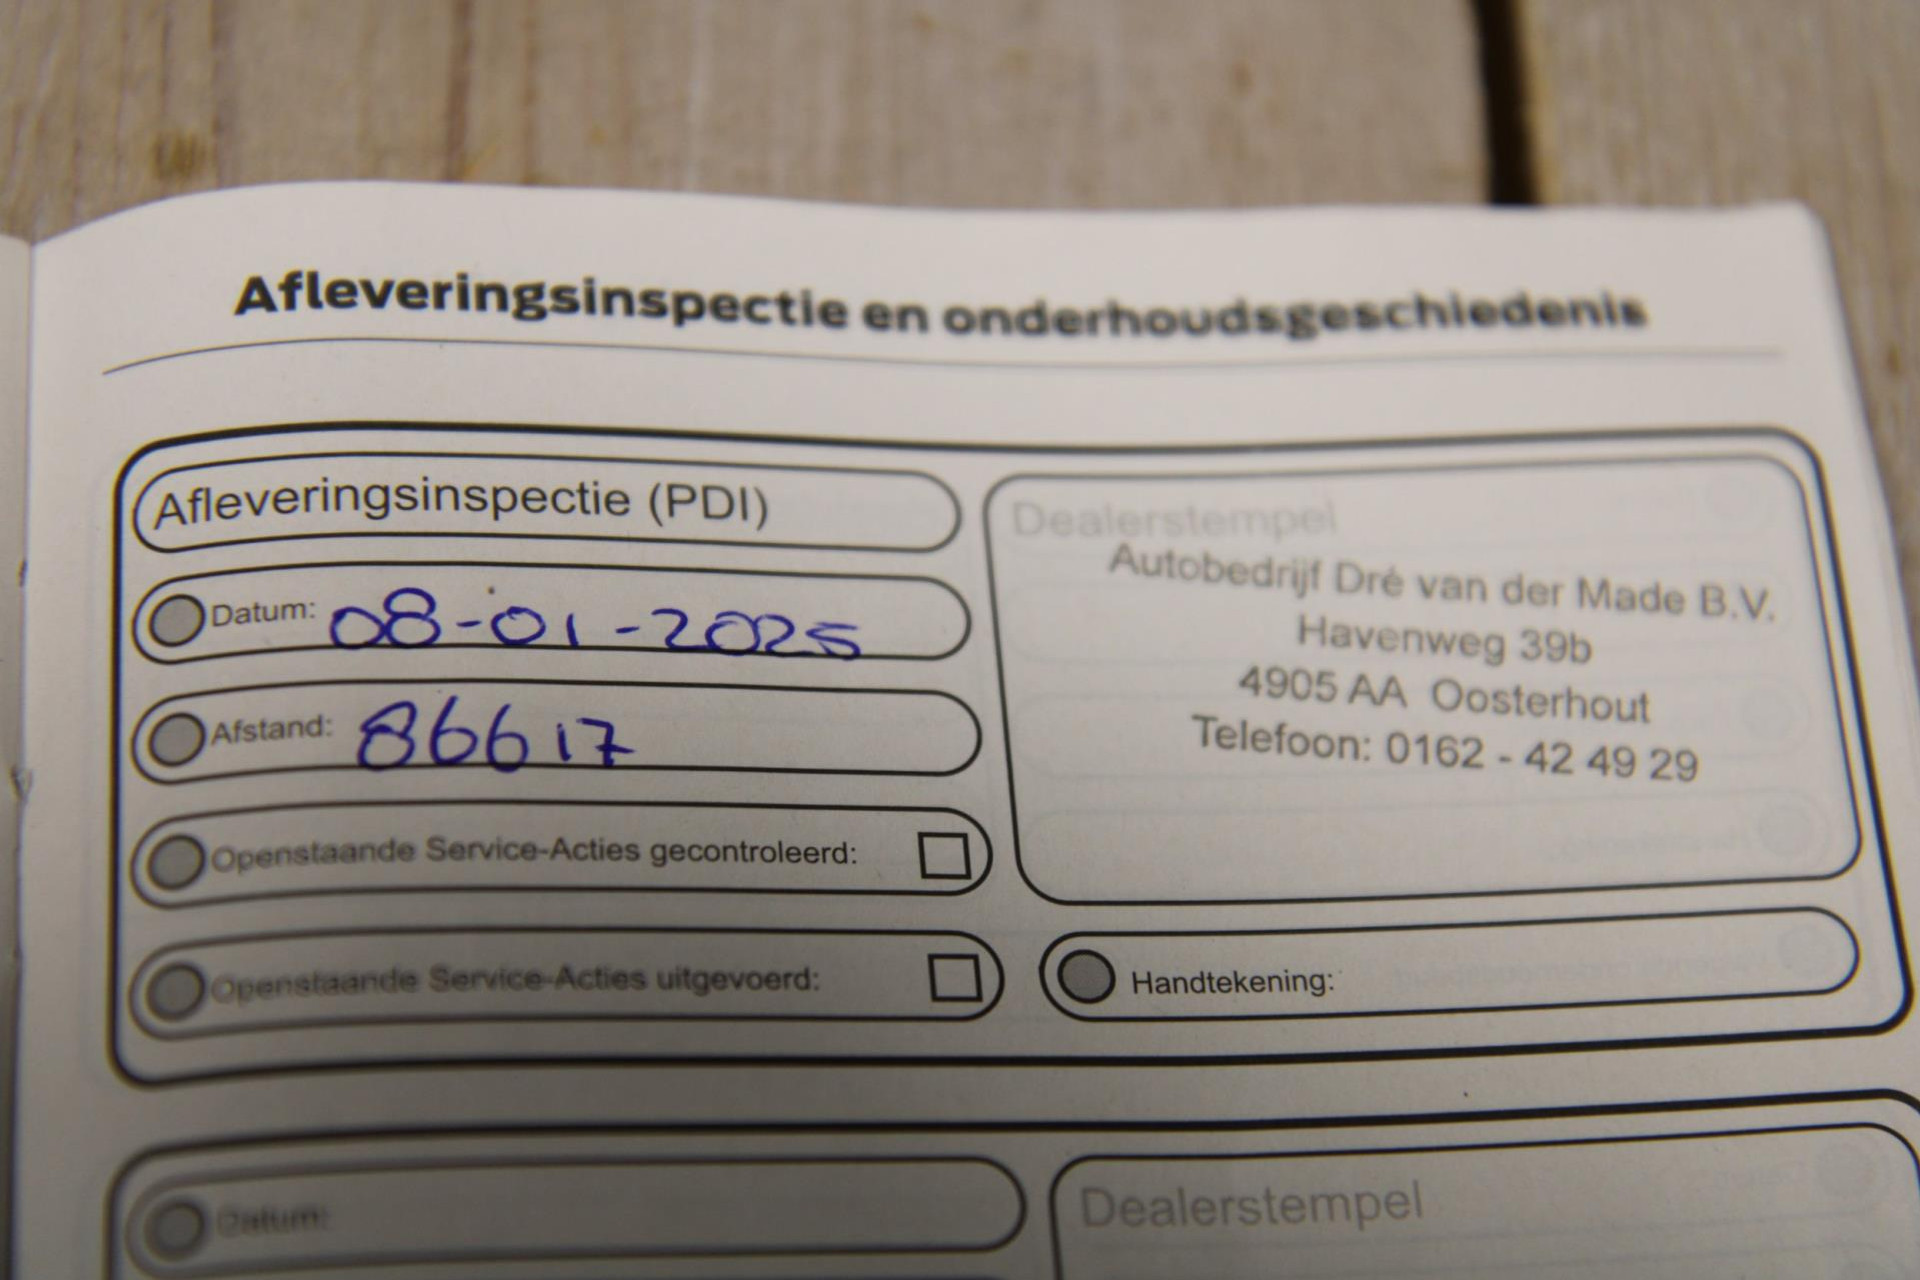 Afleveringsinspectie en onderhoudsgeschiedenis
Afleveringsinspectie (PDI)
Datum: 08-01-2025
Afstand: 86617
Openstaande Service-Acties gecontroleerd:
Openstaande Service-Acties uitgevoerd:
Dealerstempel
Autobedrijf Dré van der Made B.V.
Havenweg 39b
4905 AA Oosterhout
Telefoon: 0162 - 42 49 29
Handtekening:
Datum:
Dealerstempel